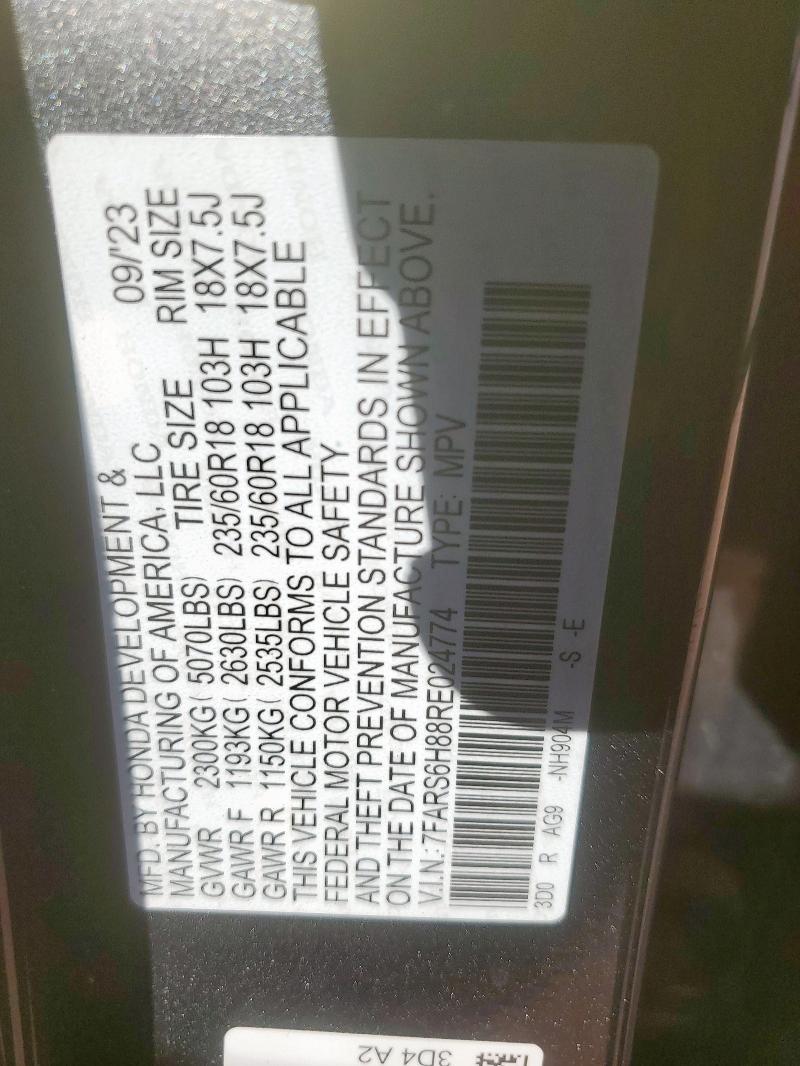 MFD. BY HONDA DEVELOPMENT & 09/'23
MANUFACTURING OF AMERICA, LLC
TIRE SIZE RIM SIZE
GVWR 2300KG ( 5070LBS)
GAWR F 1193KG ( 2630LBS) 235/60R18 103H 18X7.5J
GAWR R 1150KG ( 2535LBS) 235/60R18 103H 18X7.5J
THIS VEHICLE CONFORMS TO ALL APPLICABLE
FEDERAL MOTOR VEHICLE SAFETY
AND THEFT PREVENTION STANDARDS IN EFFECT
ON THE DATE OF MANUFACTURE SHOWN ABOVE.
V.I.N.: 7FARS6H88RE024774 TYPE: MPV
3D0 R AG9 -NH904M -S -E
3D4 A2